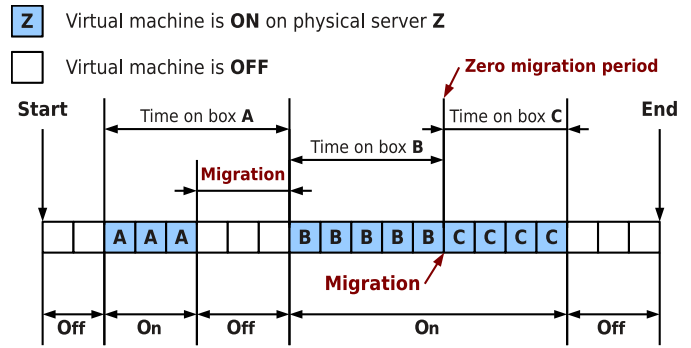 Z Virtual machine is ON on physical server Z
Virtual machine is OFF
Zero migration period
Start
Time on box A
Time on box C
End
Time on box B
Migration
A A A B B B B B C C C C
Migration
Off On Off On Off